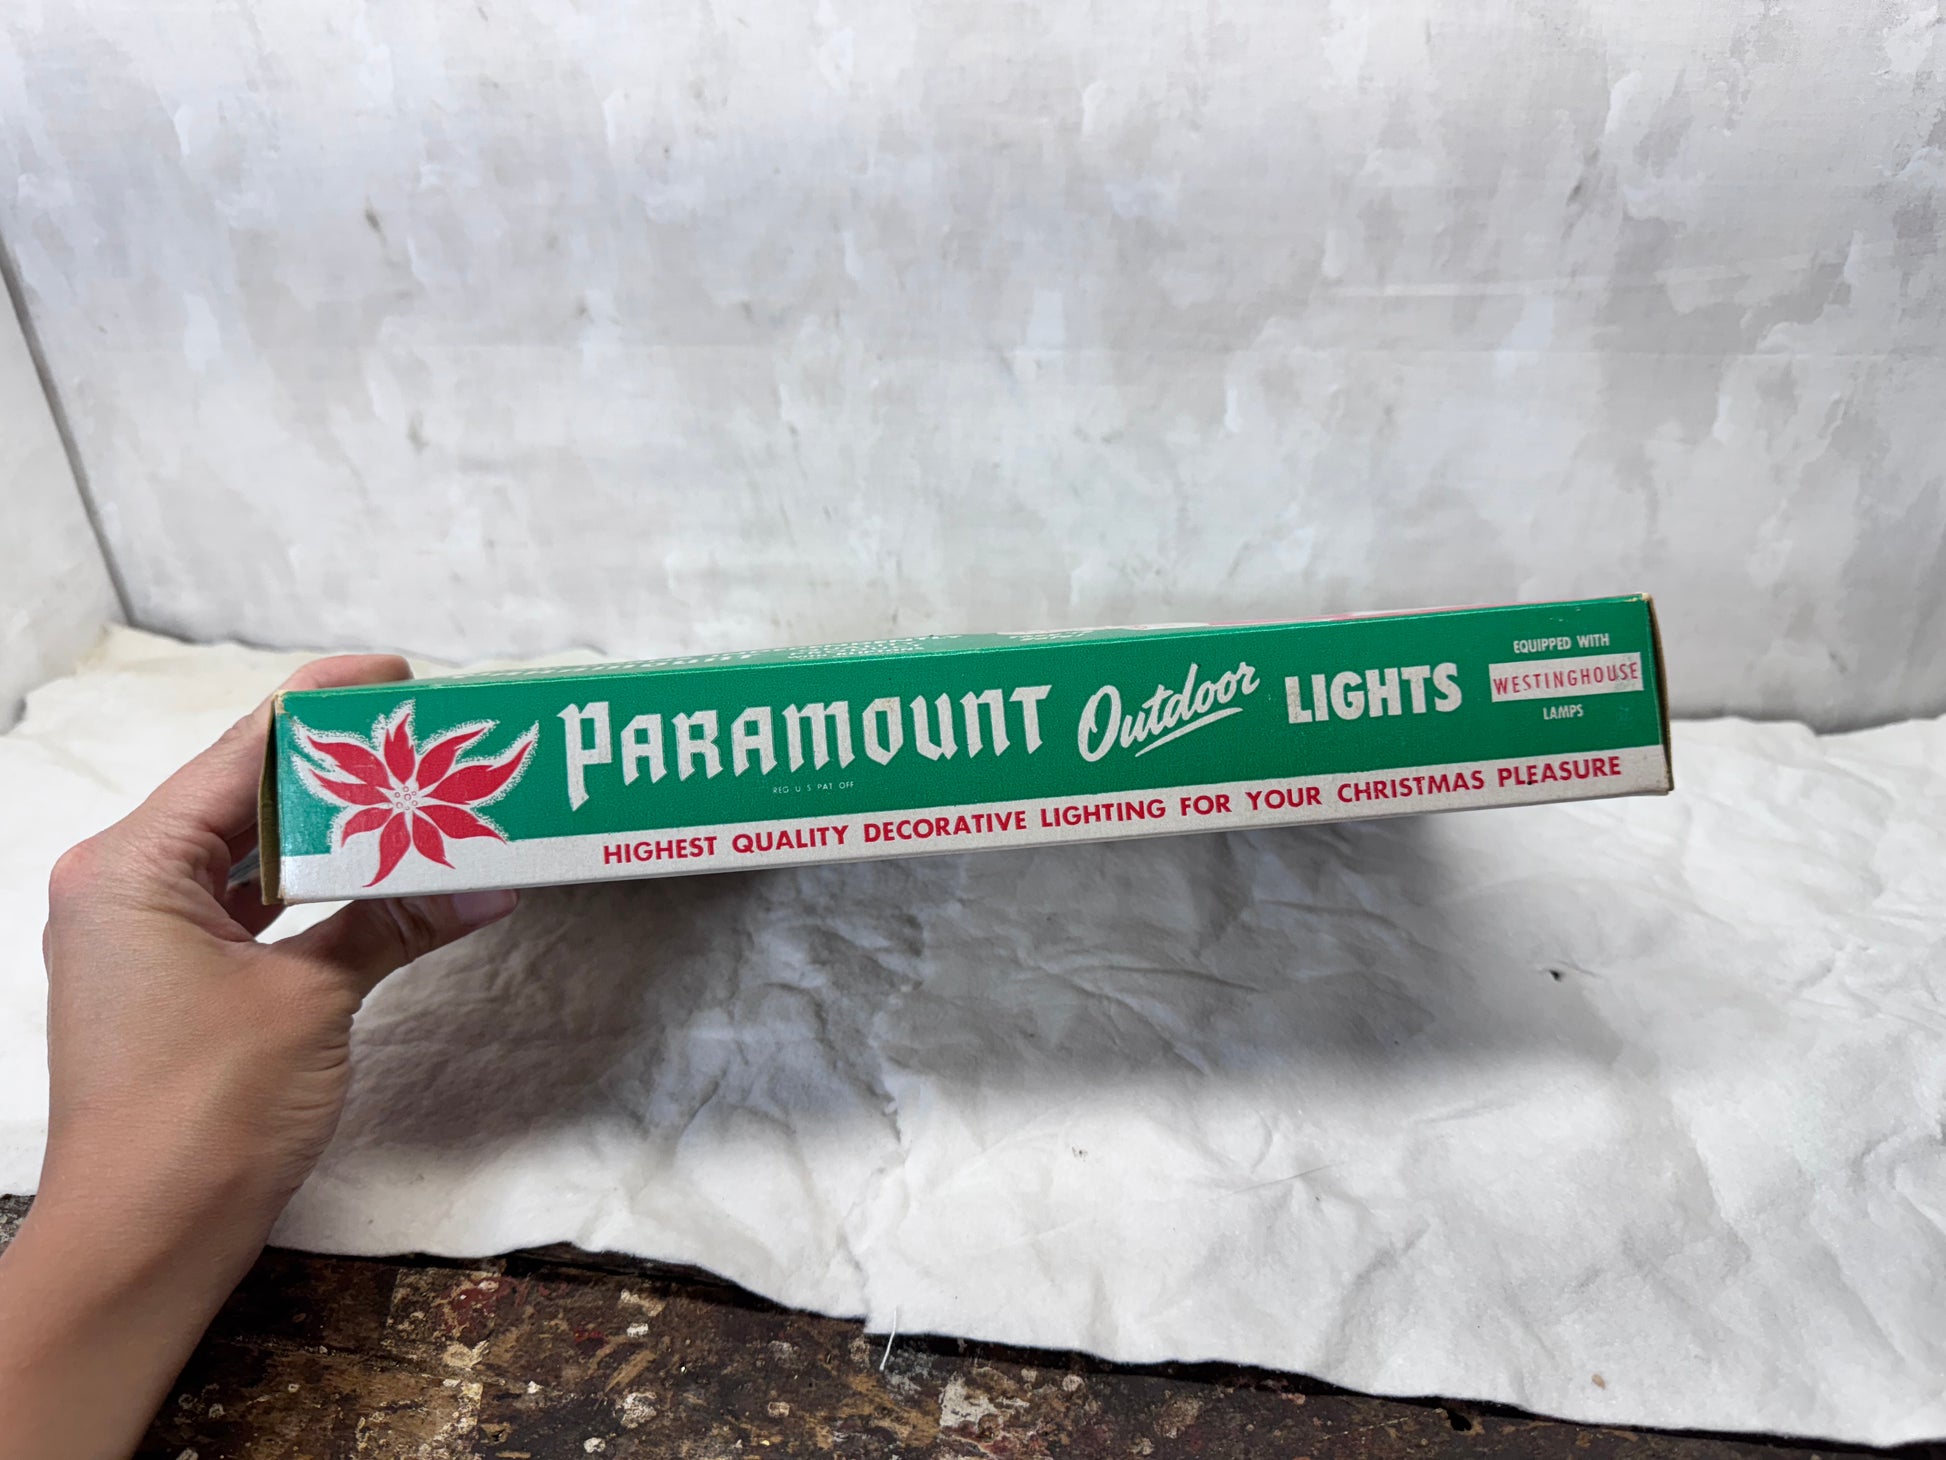 PARAMOUNT Outdoor LIGHTS
REG U S PAT OFF
EQUIPPED WITH
WESTINGHOUSE
LAMPS
HIGHEST QUALITY DECORATIVE LIGHTING FOR YOUR CHRISTMAS PLEASURE